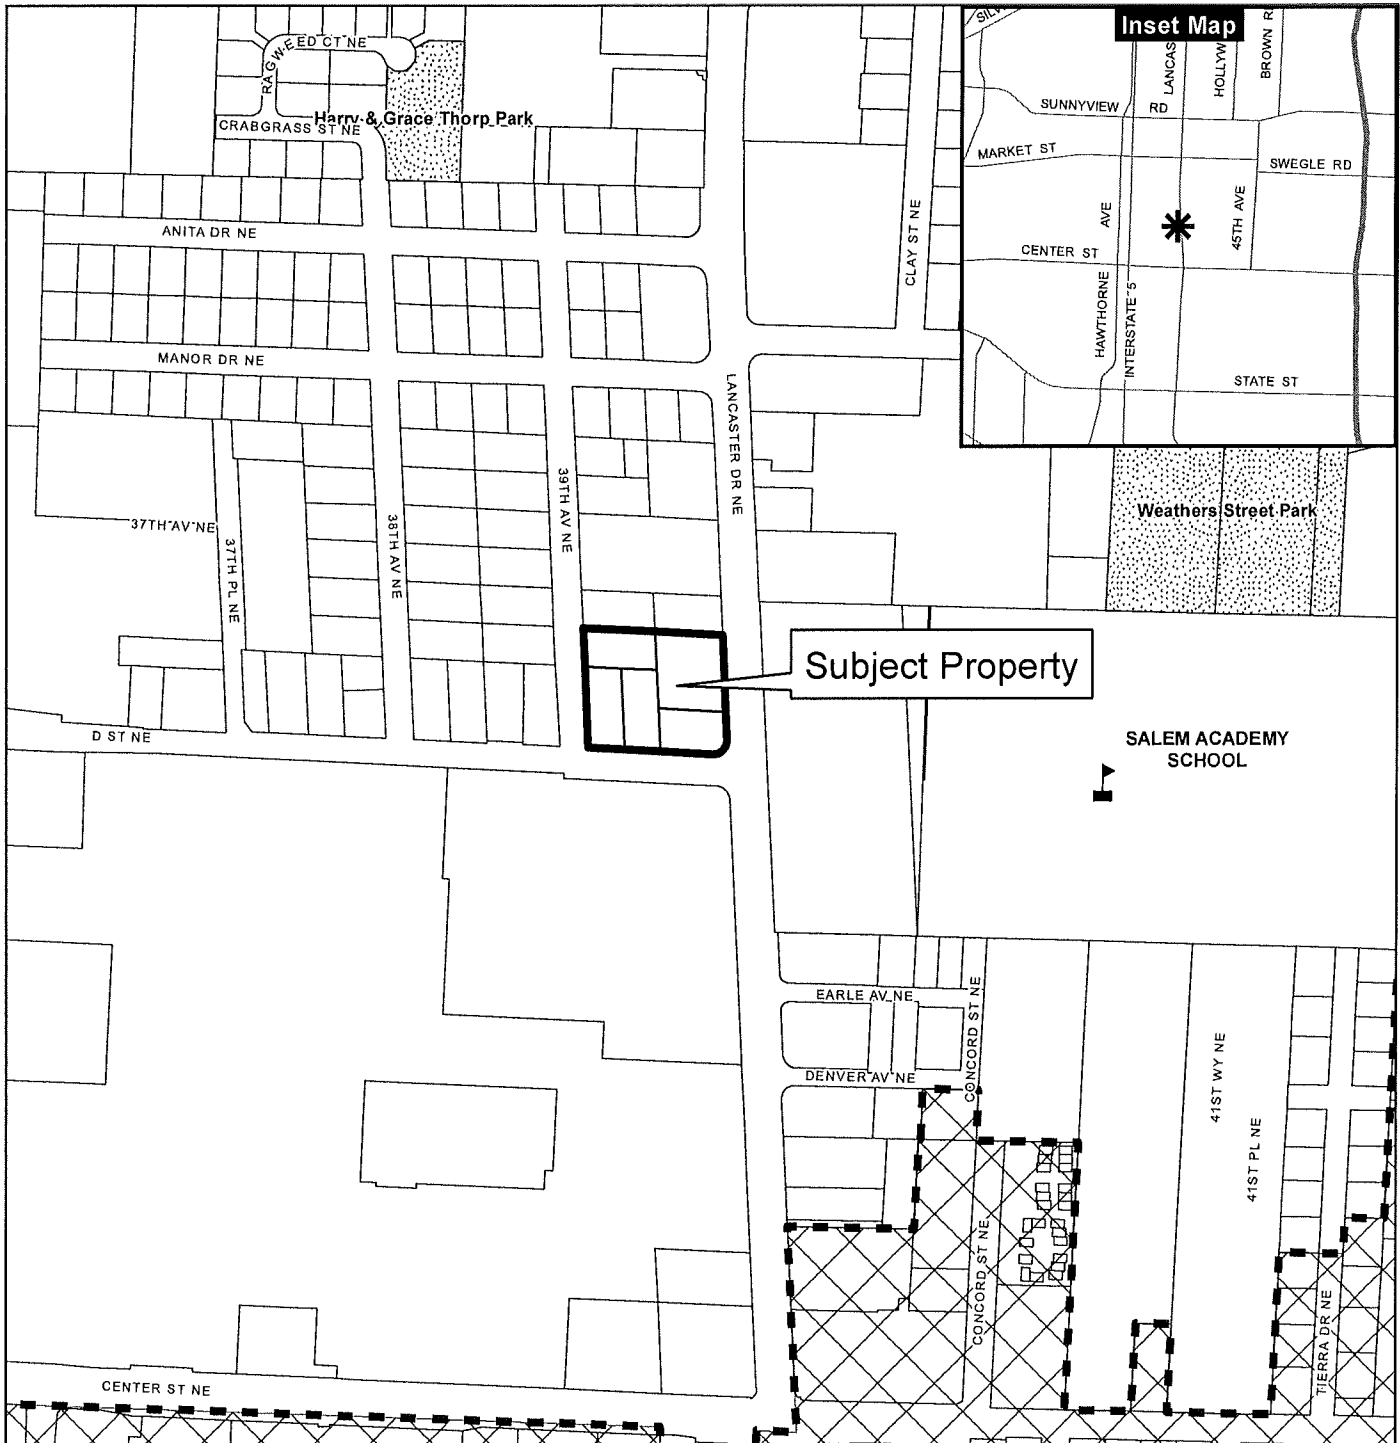 Inset Map
SILV
LANCAS
HOLLYW
BROWN R
SUNNYVIEW RD
MARKET ST
SWEGLE RD
HAWTHORNE AVE
45TH AVE
CENTER ST
INTERSTATE 5
STATE ST
RAGWEED CT NE
Harry & Grace Thorp Park
CRABGRASS ST NE
ANITA DR NE
CLAY ST NE
MANOR DR NE
LANCASTER DR NE
39TH AV NE
38TH AV NE
37TH AV NE
37TH PL NE
Weathers Street Park
Subject Property
D ST NE
SALEM ACADEMY
SCHOOL
EARLE AV NE
CONCORD ST NE
DENVER AV NE
41ST WY NE
41ST PL NE
CONCORD ST NE
TIERRA DR NE
CENTER ST NE